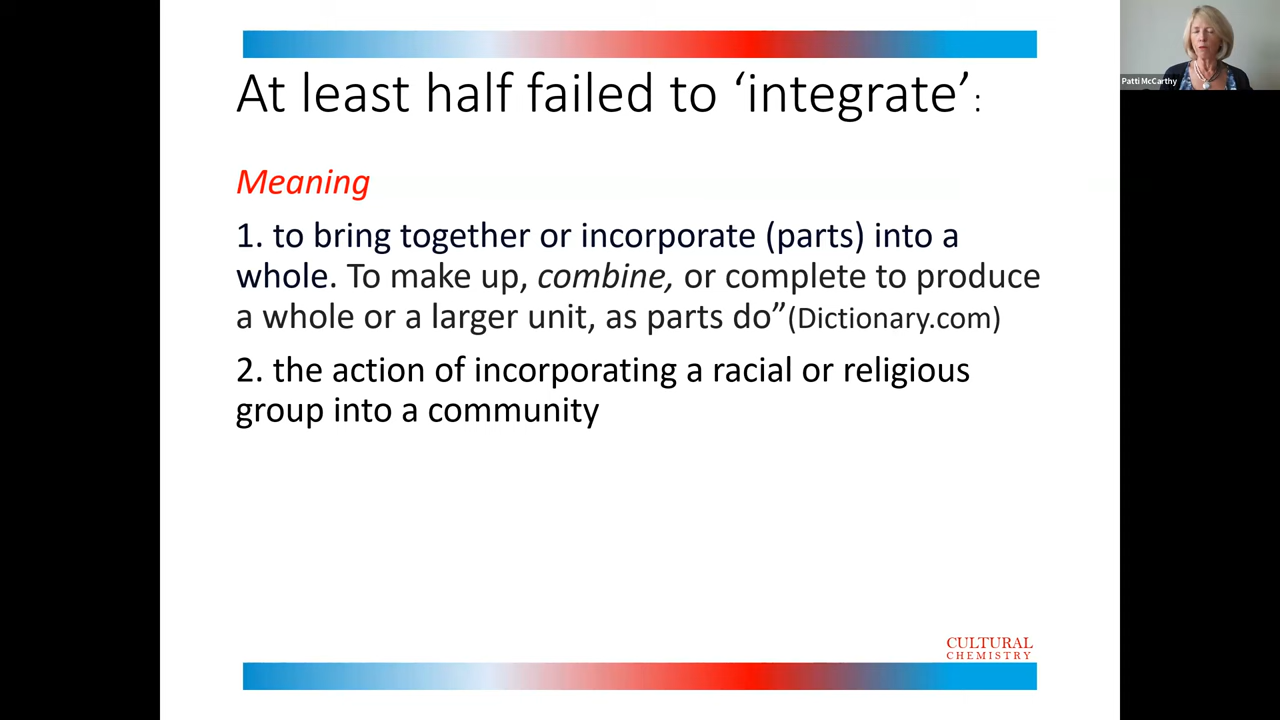 Patti McCarthy
At least half failed to ‘integrate’:
Meaning
1. to bring together or incorporate (parts) into a
whole. To make up, combine, or complete to produce
a whole or a larger unit, as parts do”(Dictionary.com)
2. the action of incorporating a racial or religious
group into a community
CULTURAL
CHEMISTRY